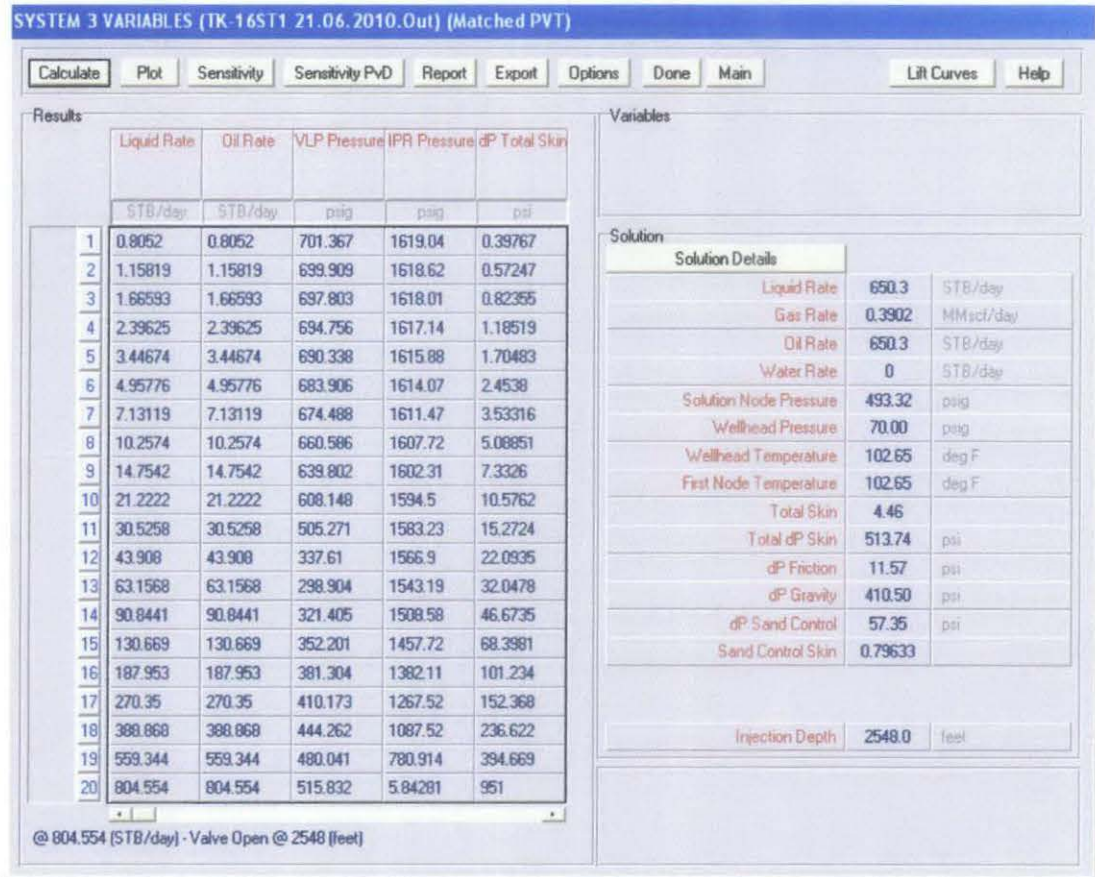 SYSTEM 3 VARIABLES (TK-16ST1 21.06.2010.Out) (Matched PVT)
Calculate Plot Sensitivity Sensitivity PvD Report Export Options Done Main Lift Curves Help
Results
Liquid Rate Oil Rate VLP Pressure IPR Pressure dP Total Skin
STB/day STB/day psig psig psi
1 0.8052 0.8052 701.367 1619.04 0.39767
2 1.15819 1.15819 699.909 1618.62 0.57247
3 1.66593 1.66593 697.803 1618.01 0.82355
4 2.39625 2.39625 694.756 1617.14 1.18519
5 3.44674 3.44674 690.338 1615.88 1.70483
6 4.95776 4.95776 683.906 1614.07 2.4538
7 7.13119 7.13119 674.488 1611.47 3.53316
8 10.2574 10.2574 660.586 1607.72 5.08851
9 14.7542 14.7542 639.802 1602.31 7.3326
10 21.2222 21.2222 608.148 1594.5 10.5762
11 30.5258 30.5258 505.271 1583.23 15.2724
12 43.908 43.908 337.61 1566.9 22.0935
13 63.1568 63.1568 298.904 1543.19 32.0478
14 90.8441 90.8441 321.405 1508.58 46.6735
15 130.669 130.669 352.201 1457.72 68.3981
16 187.953 187.953 381.304 1382.11 101.234
17 270.35 270.35 410.173 1267.52 152.368
18 388.868 388.868 444.262 1087.52 236.622
19 559.344 559.344 480.041 780.914 394.669
20 804.554 804.554 515.832 5.84281 951
@ 804.554 (STB/day) - Valve Open @ 2548 (feet)
Variables
Solution
Solution Details
Liquid Rate 650.3 STB/day
Gas Rate 0.3902 MMscf/day
Oil Rate 650.3 STB/day
Water Rate 0 STB/day
Solution Node Pressure 493.32 psig
Wellhead Pressure 70.00 psig
Wellhead Temperature 102.65 deg F
First Node Temperature 102.65 deg F
Total Skin 4.46
Total dP Skin 513.74 psi
dP Friction 11.57 psi
dP Gravity 410.50 psi
dP Sand Control 57.35 psi
Sand Control Skin 0.79633
Injection Depth 2548.0 feet